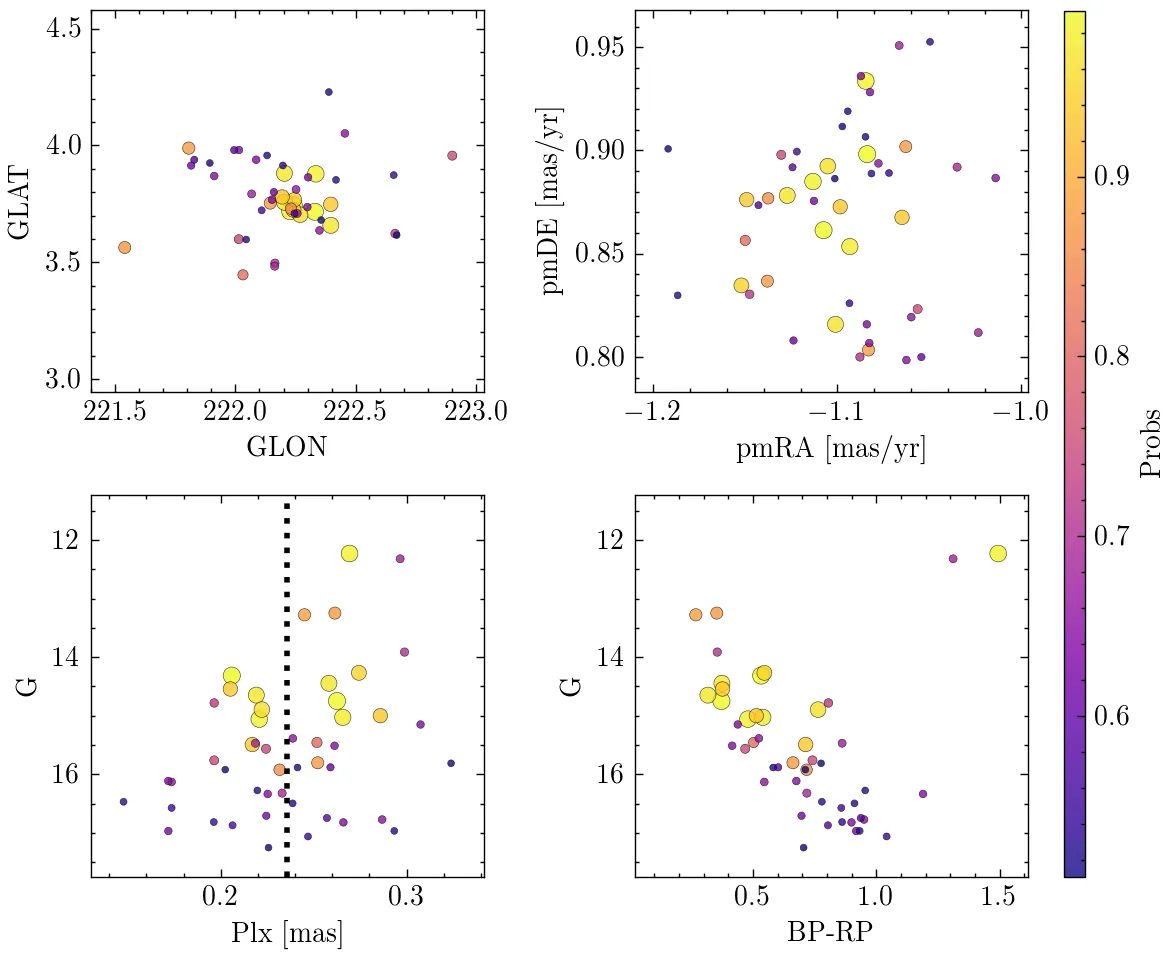 4.5
4.0
3.5
3.0
GLAT
221.5 222.0 222.5 223.0
GLON
0.95
0.90
0.85
0.80
pmDE [mas/yr]
−1.2 −1.1 −1.0
pmRA [mas/yr]
12
14
16
G
0.2 0.3
Plx [mas]
12
14
16
G
0.5 1.0 1.5
BP-RP
0.9
0.8
0.7
0.6
Probs